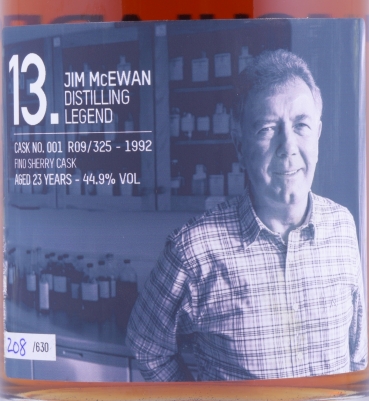 13.
JIM McEWAN
DISTILLING
LEGEND
CASK NO. 001 R09/325 - 1992
FINO SHERRY CASK
AGED 23 YEARS - 44.9% VOL
208 /630